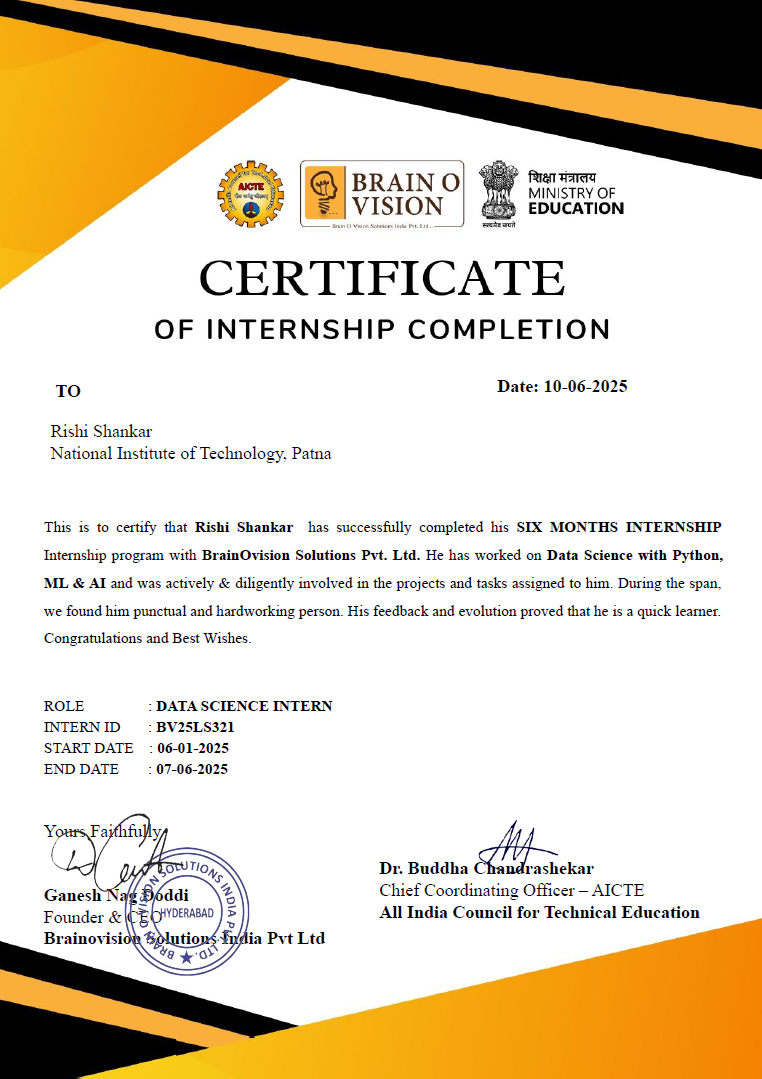 AICTE
BRAIN O
VISION
Brain O Vision Solutions India Pvt. Ltd...
शिक्षा मंत्रालय
MINISTRY OF
EDUCATION
सत्यमेव जयते
CERTIFICATE
OF INTERNSHIP COMPLETION
TO
Date: 10-06-2025
Rishi Shankar
National Institute of Technology, Patna
This is to certify that Rishi Shankar has successfully completed his SIX MONTHS INTERNSHIP
Internship program with BrainOvision Solutions Pvt. Ltd. He has worked on Data Science with Python,
ML & AI and was actively & diligently involved in the projects and tasks assigned to him. During the span,
we found him punctual and hardworking person. His feedback and evolution proved that he is a quick learner.
Congratulations and Best Wishes.
ROLE : DATA SCIENCE INTERN
INTERN ID : BV25LS321
START DATE : 06-01-2025
END DATE : 07-06-2025
Yours Faithfully
Ganesh Nag Doddi
Founder & CEO
Brainovision Solutions India Pvt Ltd
BRAIN O VISION SOLUTIONS INDIA PVT. LTD.
HYDERABAD
Dr. Buddha Chandrashekar
Chief Coordinating Officer – AICTE
All India Council for Technical Education